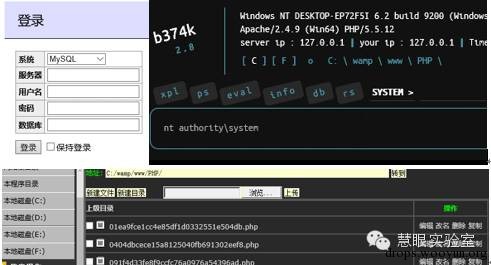 登录
系统 MySQL
服务器
用户名
密码
数据库
登录 保持登录
b374k
2.8
Windows NT DESKTOP-EP72F5I 6.2 build 9200 (Windows
Apache/2.4.9 (Win64) PHP/5.5.12
server ip : 127.0.0.1 | your ip : 127.0.0.1 | Time
[ C ] [ F ] o C: \ wamp \ www \ PHP \
xpl ps eval info db rs SYSTEM >
nt authority\system
地址: C:/wamp/www/PHP/ 转到
本程序目录
本地磁盘(C:)
本地磁盘(D:)
本地磁盘(E:)
本地磁盘(F:)
新建文件 新建目录 浏览... 上传
上级目录 操作
01ea9fce1cc4e85df1d0332551e504db.php 编辑 改名 删除 复制
0404dbcece15a8125040fb691302eef8.php 编辑 改名 删除 复制
091f4d33fe8f9ccfc76a0976a54396ad.php 编辑 改名 删除 复制
慧眼实验室
drops.wooyun.org